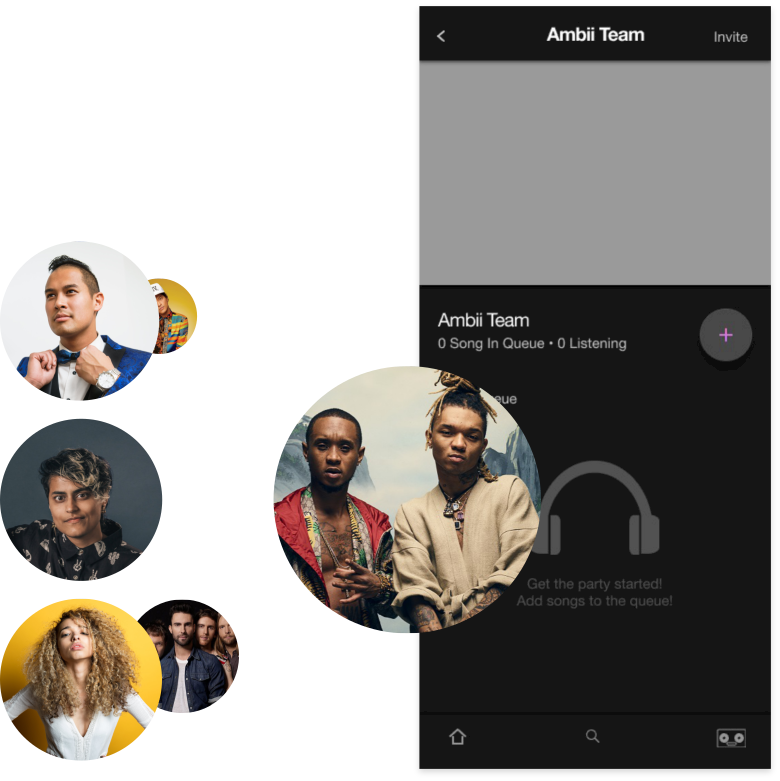 Ambii Team
Invite
Ambii Team
0 Song In Queue • 0 Listening
eue
Get the party started!
Add songs to the queue!